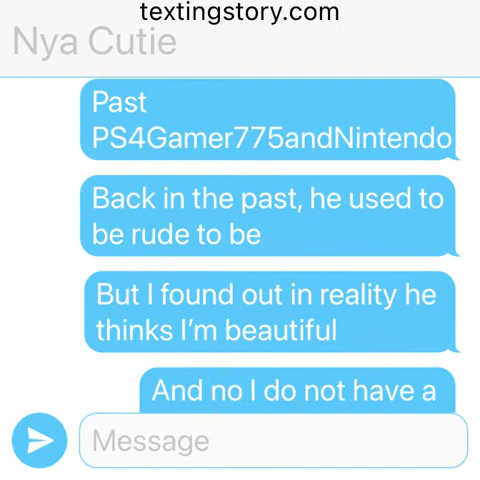 textingstory.com
Nya Cutie
Past
PS4Gamer775andNintendo
Back in the past, he used to
be rude to be
But I found out in reality he
thinks I’m beautiful
And no I do not have a
Message